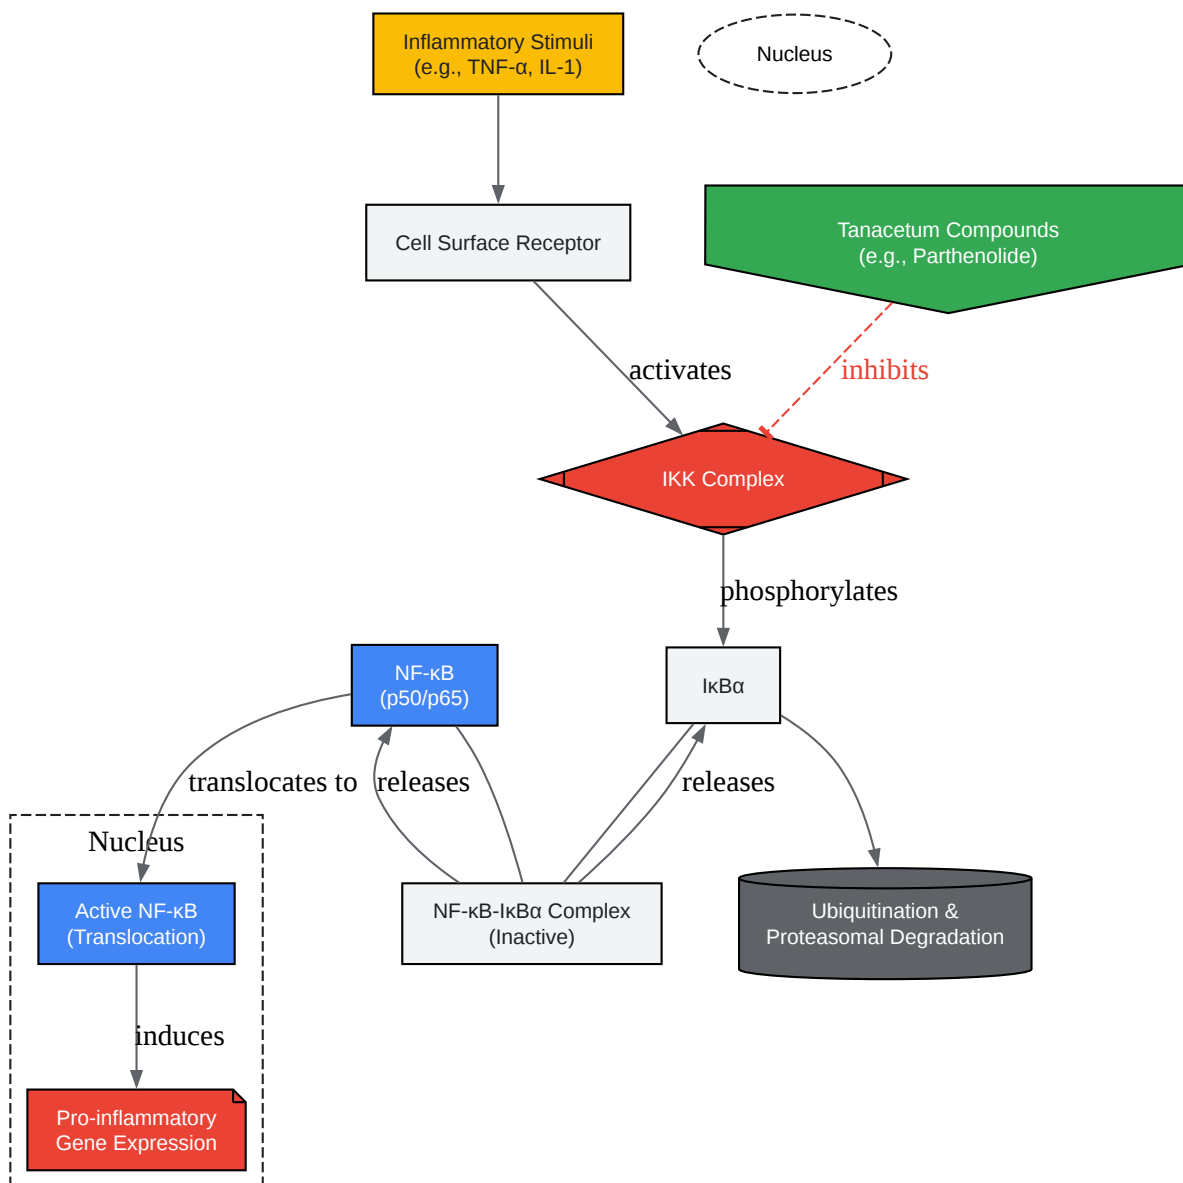 Inflammatory Stimuli
(e.g., TNF-α, IL-1)
Nucleus
Cell Surface Receptor
Tanacetum Compounds
(e.g., Parthenolide)
activates
inhibits
IKK Complex
phosphorylates
NF-κB
(p50/p65)
IκBα
translocates to
releases
releases
Nucleus
Active NF-κB
(Translocation)
NF-κB-IκBα Complex
(Inactive)
Ubiquitination &
Proteasomal Degradation
induces
Pro-inflammatory
Gene Expression